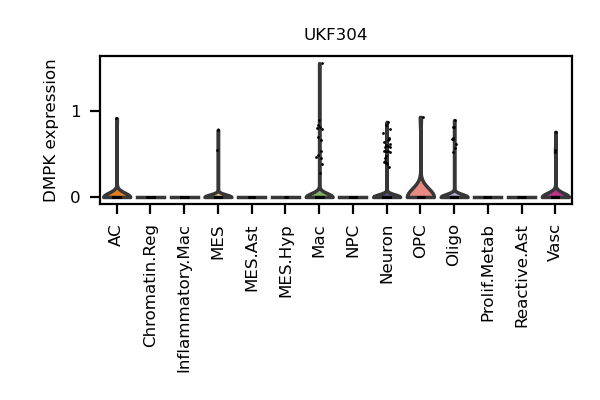 UKF304
DMPK expression
1
0
AC
Chromatin.Reg
Inflammatory.Mac
MES
MES.Ast
MES.Hyp
Mac
NPC
Neuron
OPC
Oligo
Prolif.Metab
Reactive.Ast
Vasc